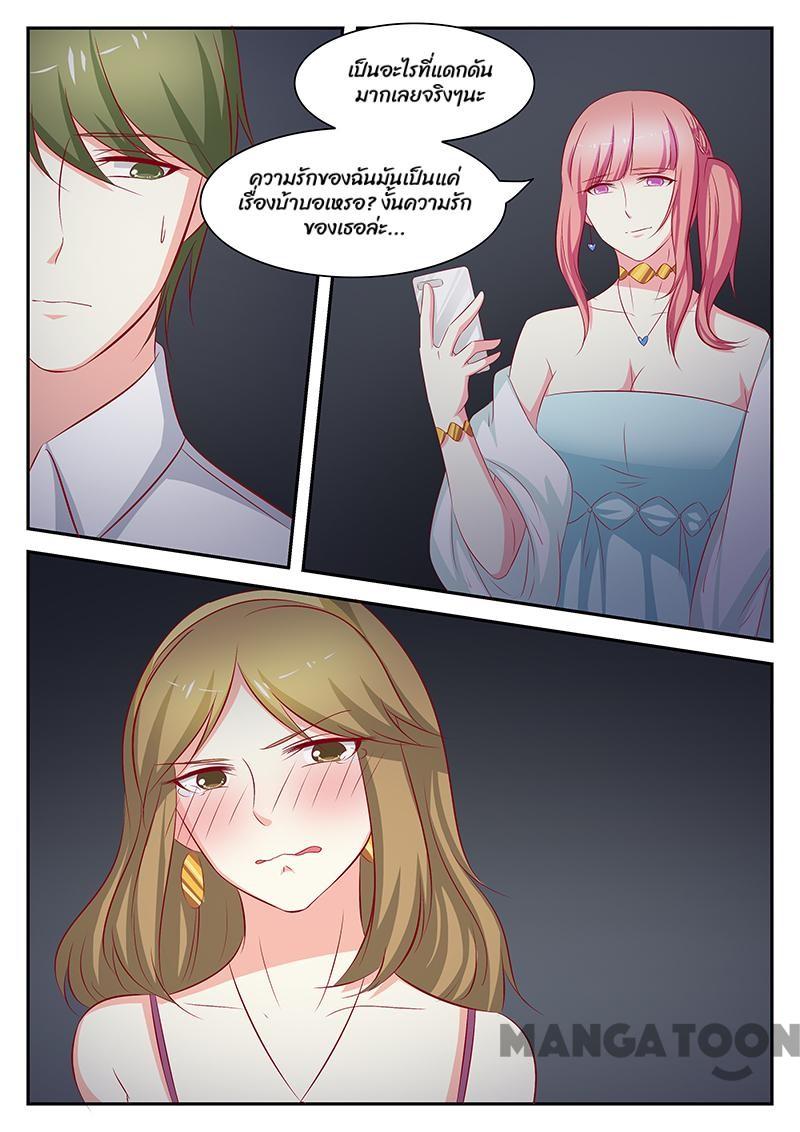 เป็นอะไรที่แดกดัน
มากเลยจริงๆนะ
ความรักของฉันมันเป็นแค่
เรื่องบ้าบอเหรอ? งั้นความรัก
ของเธอล่ะ...
MANGATOON